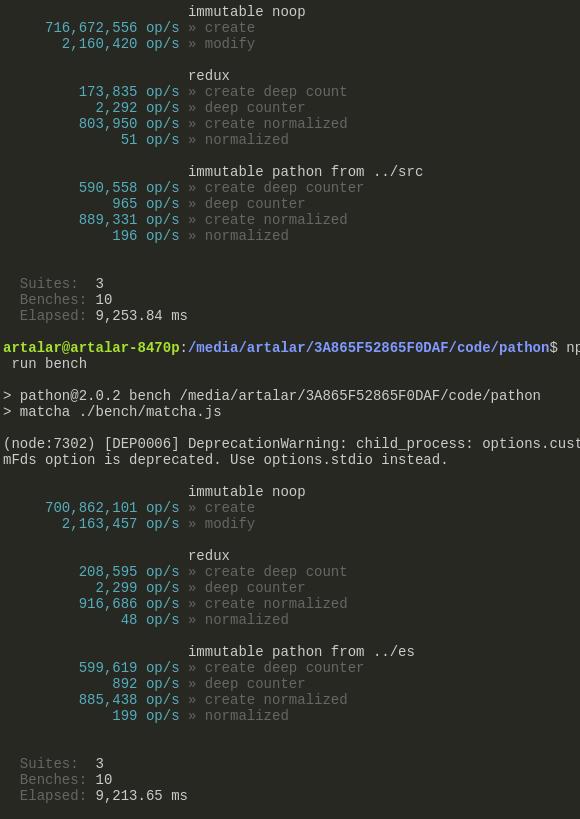 immutable noop
716,672,556 op/s » create
2,160,420 op/s » modify
redux
173,835 op/s » create deep count
2,292 op/s » deep counter
803,950 op/s » create normalized
51 op/s » normalized
immutable pathon from ../src
590,558 op/s » create deep counter
965 op/s » deep counter
889,331 op/s » create normalized
196 op/s » normalized
Suites:  3
Benches: 10
Elapsed: 9,253.84 ms
artalar@artalar-8470p:/media/artalar/3A865F52865F0DAF/code/pathon$ np
run bench
> pathon@2.0.2 bench /media/artalar/3A865F52865F0DAF/code/pathon
> matcha ./bench/matcha.js
(node:7302) [DEP0006] DeprecationWarning: child_process: options.cust
mFds option is deprecated. Use options.stdio instead.
immutable noop
700,862,101 op/s » create
2,163,457 op/s » modify
redux
208,595 op/s » create deep count
2,299 op/s » deep counter
916,686 op/s » create normalized
48 op/s » normalized
immutable pathon from ../es
599,619 op/s » create deep counter
892 op/s » deep counter
885,438 op/s » create normalized
199 op/s » normalized
Suites:  3
Benches: 10
Elapsed: 9,213.65 ms